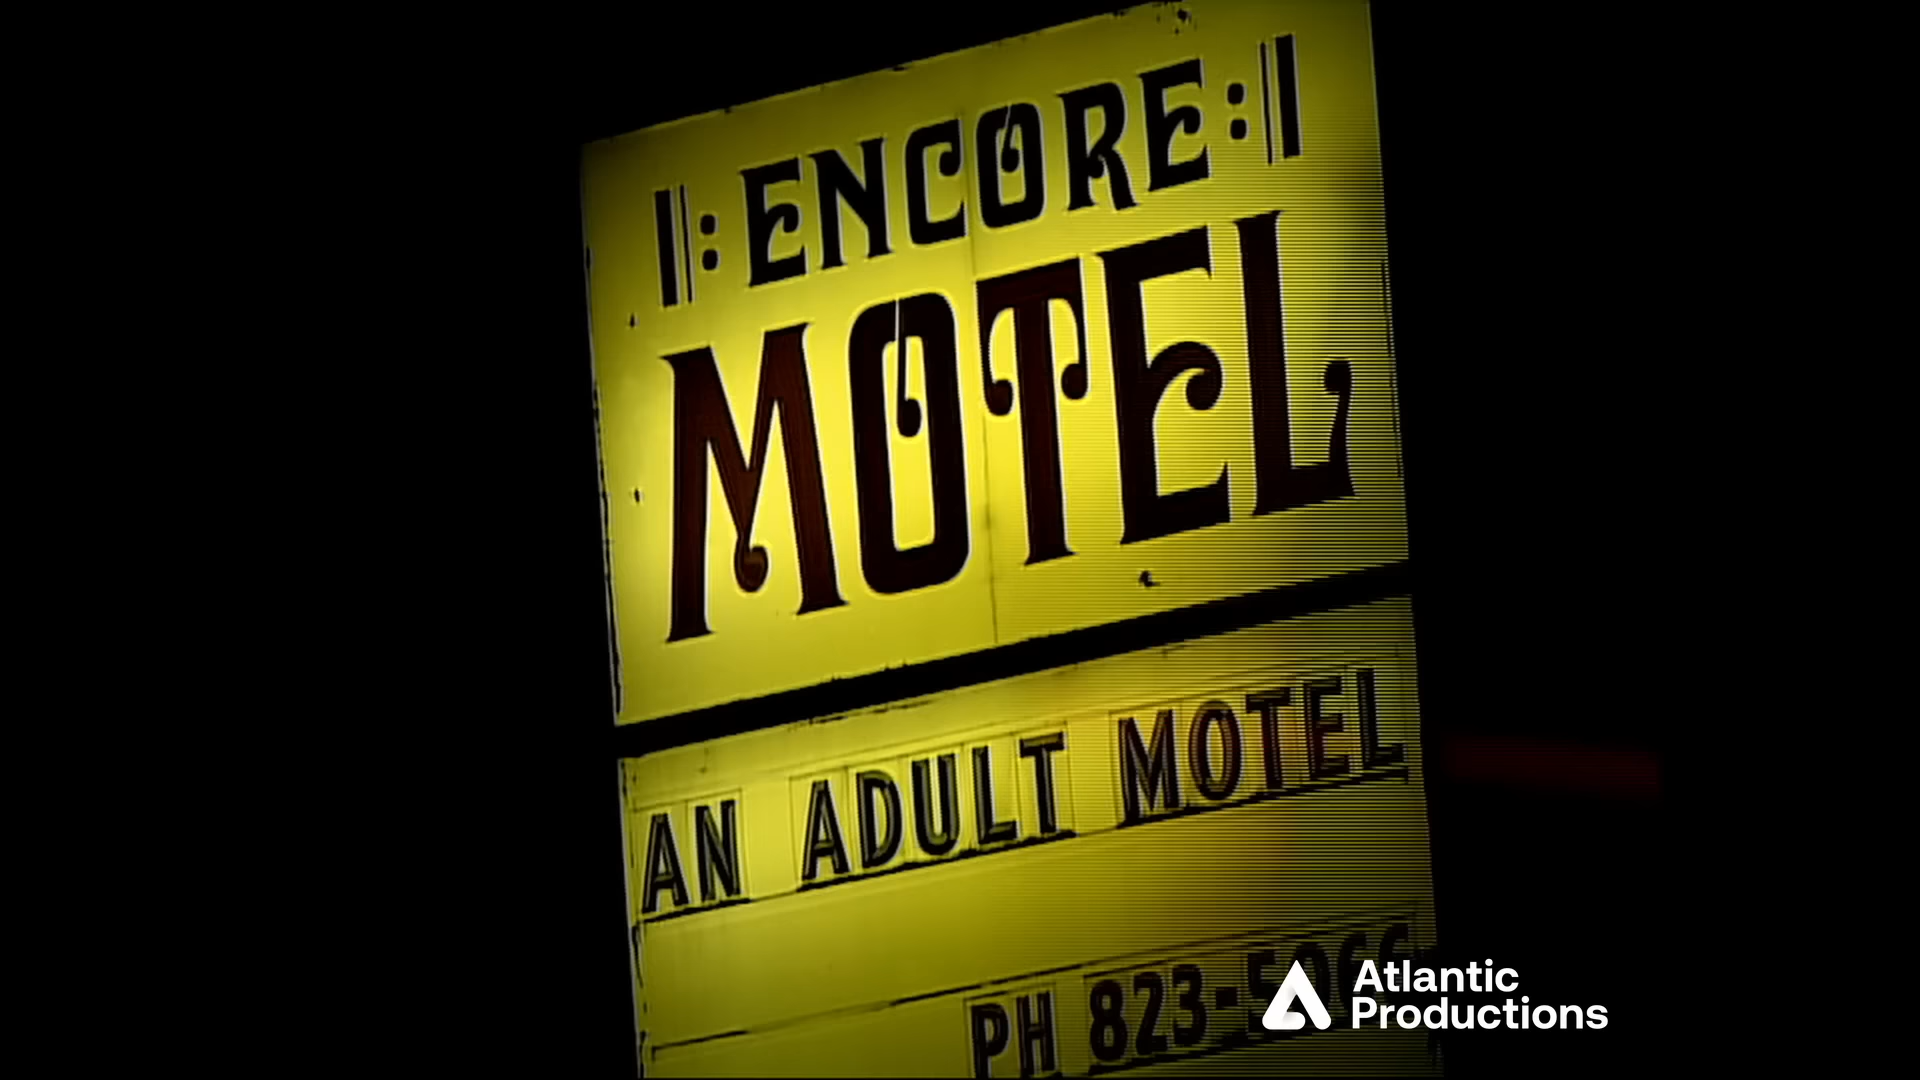 ‖: ENCORE :‖
MOTEL
AN ADULT MOTEL
PH 823-
Atlantic
Productions